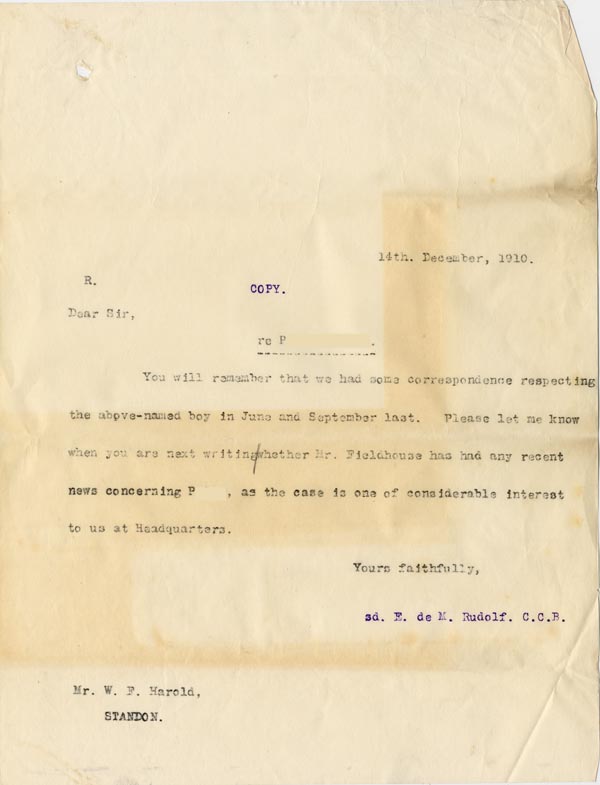 14th. December, 1910.
R.
COPY.
Dear Sir,
re P .
You will remember that we had some correspondence respecting
the above-named boy in June and September last. Please let me know
when you are next writing/whether Mr. Fieldhouse has had any recent
news concerning P , as the case is one of considerable interest
to us at Headquarters.
Yours faithfully,
sd. E. de M. Rudolf. C.C.B.
Mr. W. F. Harold,
STANDON.